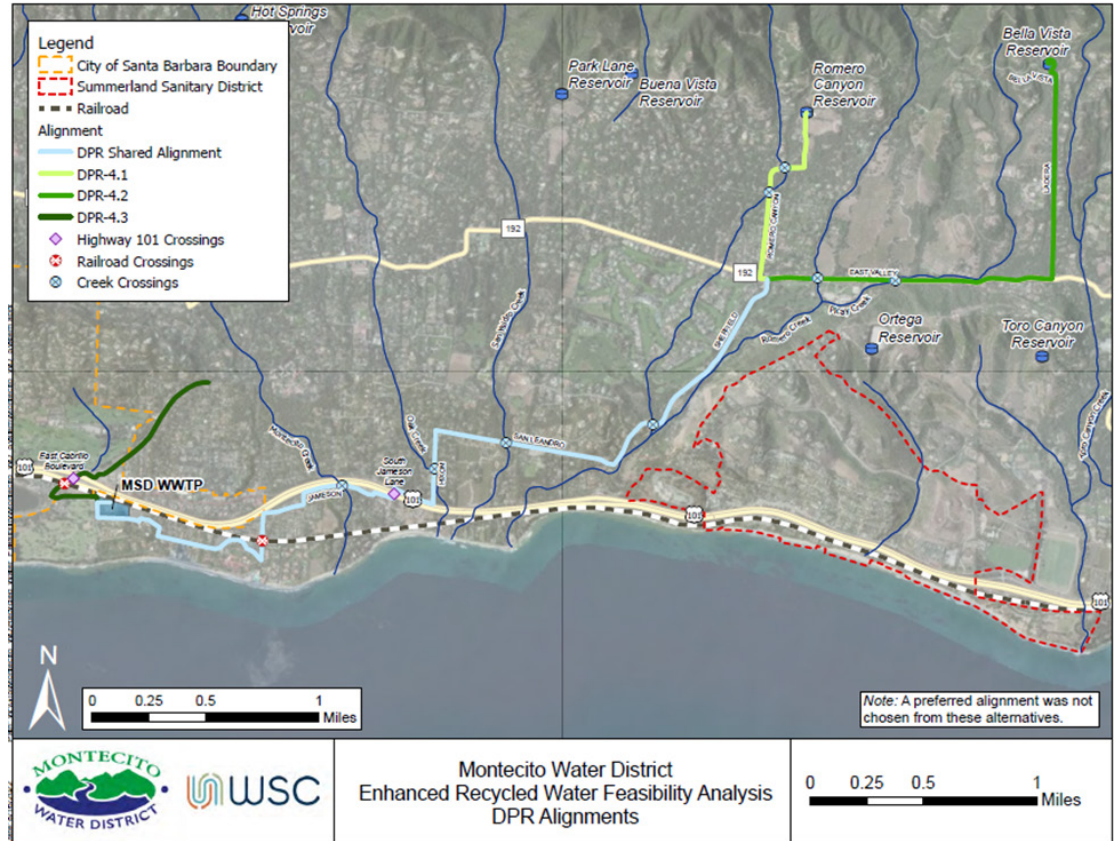 Hot Springs
Reservoir
Legend
City of Santa Barbara Boundary
Summerland Sanitary District
Railroad
Alignment
DPR Shared Alignment
DPR-4.1
DPR-4.2
DPR-4.3
Highway 101 Crossings
Railroad Crossings
Creek Crossings
Park Lane
Reservoir
Buena Vista
Reservoir
Romero
Canyon
Reservoir
Bella Vista
Reservoir
BELLA VISTA
LADERA
ROMERO CANYON
192
192
EAST VALLEY
Picay Creek
Romero Creek
SHEFFIELD
Ortega
Reservoir
Toro Canyon
Reservoir
Toro Canyon Creek
San Ysidro Creek
Oak Creek
Montecito Creek
SAN LEANDRO
HIXON
South
Jameson
Lane
JAMESON
101
East Cabrillo
Boulevard
101
MSD WWTP
101
101
N
0 0.25 0.5 1
Miles
Note: A preferred alignment was not
chosen from these alternatives.
MONTECITO
WATER DISTRICT
WSC
Montecito Water District
Enhanced Recycled Water Feasibility Analysis
DPR Alignments
0 0.25 0.5 1
Miles